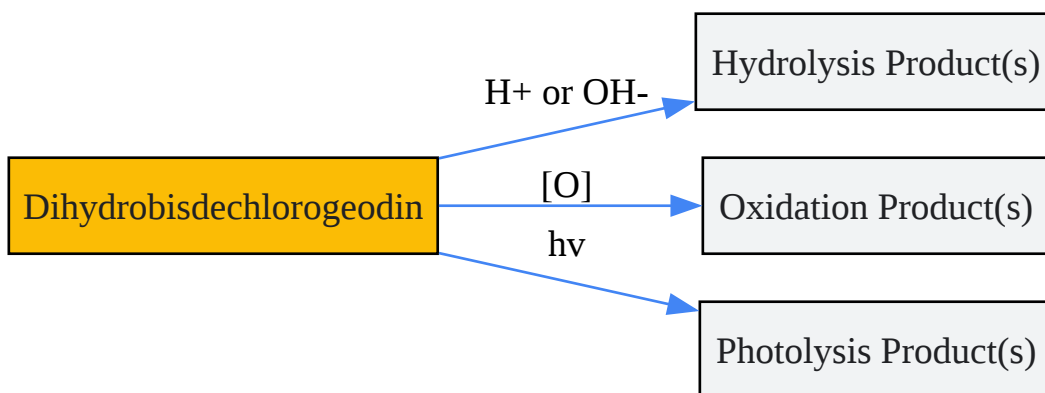 Hydrolysis Product(s)
H+ or OH-
Dihydrobisdechlorogeodin
[O]
Oxidation Product(s)
hv
Photolysis Product(s)